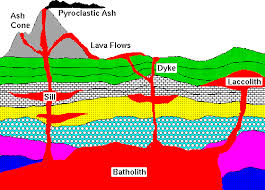 Ash
Cone
Pyroclastic Ash
Lava Flows
Dyke
Laccolith
Sill
Batholith